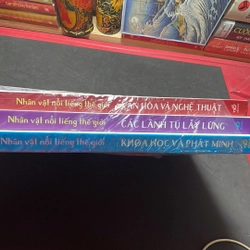 Nhân vật nổi tiếng thế giới VĂN HÓA VÀ NGHỆ THUẬT
Nhân vật nổi tiếng thế giới CÁC LÃNH TỤ LẪY LỪNG
Nhân vật nổi tiếng thế giới KHOA HỌC VÀ PHÁT MINH